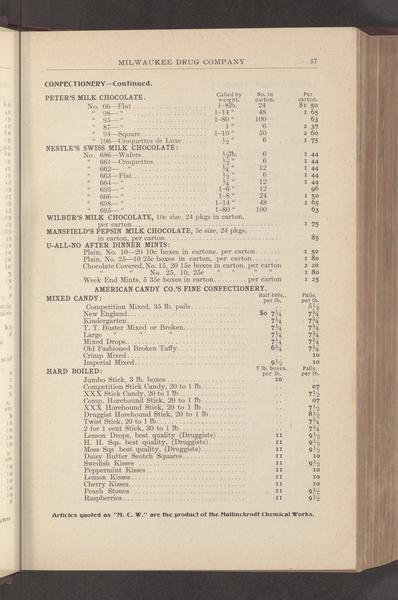 MILWAUKEE DRUG COMPANY 57
CONFECTIONERY—Continued.
PETER'S MILK CHOCOLATE. Called by weight. No. in carton. Per carton.
No. 66—Flat 1-8lb. 24 $1 50
" 98— " 1-14 " 48 1 65
" 95— " 1-80 " 100 63
" 87— " 1 " 6 2 37
" 94—Square 1-10 " 50 2 60
" 106—Croquettes de Luxe ½ " 6 1 75
NESTLE'S SWISS MILK CHOCOLATE:
No. 686—Wafers 6 1 44
" 661—Croquettes 6 1 44
" 662— " 12 1 44
" 663—Flat 6 1 44
" 664— " 12 1 44
" 693— " 1-6 " 12 96
" 666— " 1-8 " 24 1 50
" 698— " 1-14 " 48 1 65
" 695— " 1-80 " 100 63
WILBUR'S MILK CHOCOLATE, 10c size, 24 pkgs in carton,
per carton 1 75
MANSFIELD'S PEPSIN MILK CHOCOLATE, 5c size, 24 pkgs,
in carton, per carton 85
U-ALL-NO AFTER DINNER MINTS:
Plain, No. 10—20 10c boxes in cartons, per carton 1 50
Plain, No. 25—10 25c boxes in carton, per carton 1 80
Chocolate Covered, No. 15, 20 15c boxes in carton, per carton 2 20
" " No. 25, 10, 25c " " " " 1 80
Week End Mints, 5 35c boxes in carton per carton 1 25
AMERICAN CANDY CO.'S FINE CONFECTIONERY.
MIXED CANDY: Half bbls., per lb. Pails, per lb.
Competition Mixed, 35 lb. pails 5½
New England $0 7¼ 7¾
Kindergarten 7¼ 7¾
T. T. Buster Mixed or Broken 7¼ 7¾
Large " " " 7¼ 7¾
Mixed Drops 7¼ 7¾
Old Fashioned Broken Taffy 6¾ 7¼
Crimp Mixed 10
Imperial Mixed 9½ 10
HARD BOILED: 5 lb. boxes, per lb. Pails, per lb.
Jumbo Stick, 3 lb. boxes 10
Competition Stick Candy, 20 to 1 lb 07
XXX Stick Candy, 20 to 1 lb 7½
Comp. Horehound Stick, 20 to 1 lb 07
XXX Horehound Stick, 20 to 1 lb 7½
Druggist Horehound Stick, 20 to 1 lb 8½
Twist Stick, 20 to 1 lb 7¾
2 for 1 cent Stick, 30 to 1 lb 7¾
Lemon Drops, best quality (Druggists) 11 9½
H. H. Sqs. best quality, (Druggists) 11 9½
Moss Sqs best quality, (Druggists) 11 9½
Daisy Butter Scotch Squares 11 10
Swedish Kisses 11 9½
Peppermint Kisses 11 10
Lemon Kisses 11 10
Cherry Kisses 11 10
Peach Stones 11 9½
Raspberries 11 9½
Articles quoted as "M. C. W." are the product of the Mallinckrodt Chemical Works.